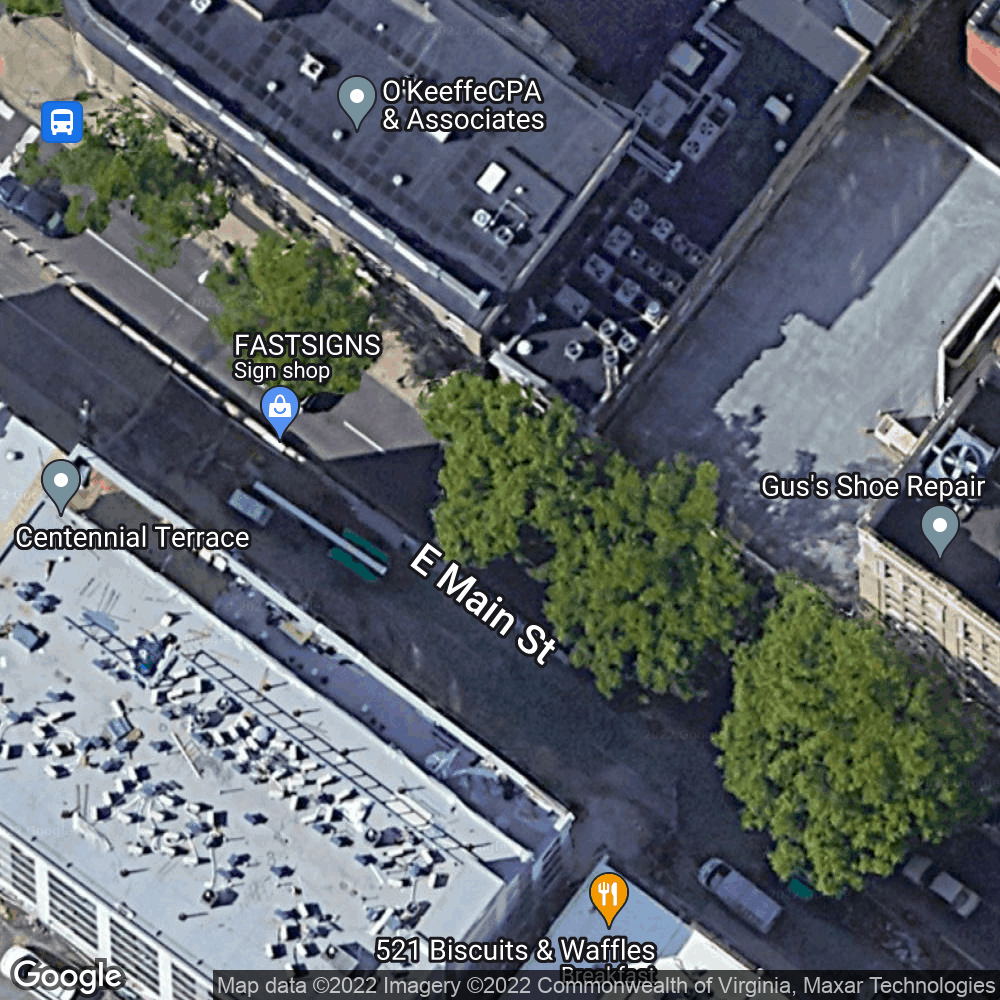 O'KeeffeCPA
& Associates
FASTSIGNS
Sign shop
Gus's Shoe Repair
Centennial Terrace
E Main St
521 Biscuits & Waffles
Breakfast
Google
Map data ©2022 Imagery ©2022 Commonwealth of Virginia, Maxar Technologies